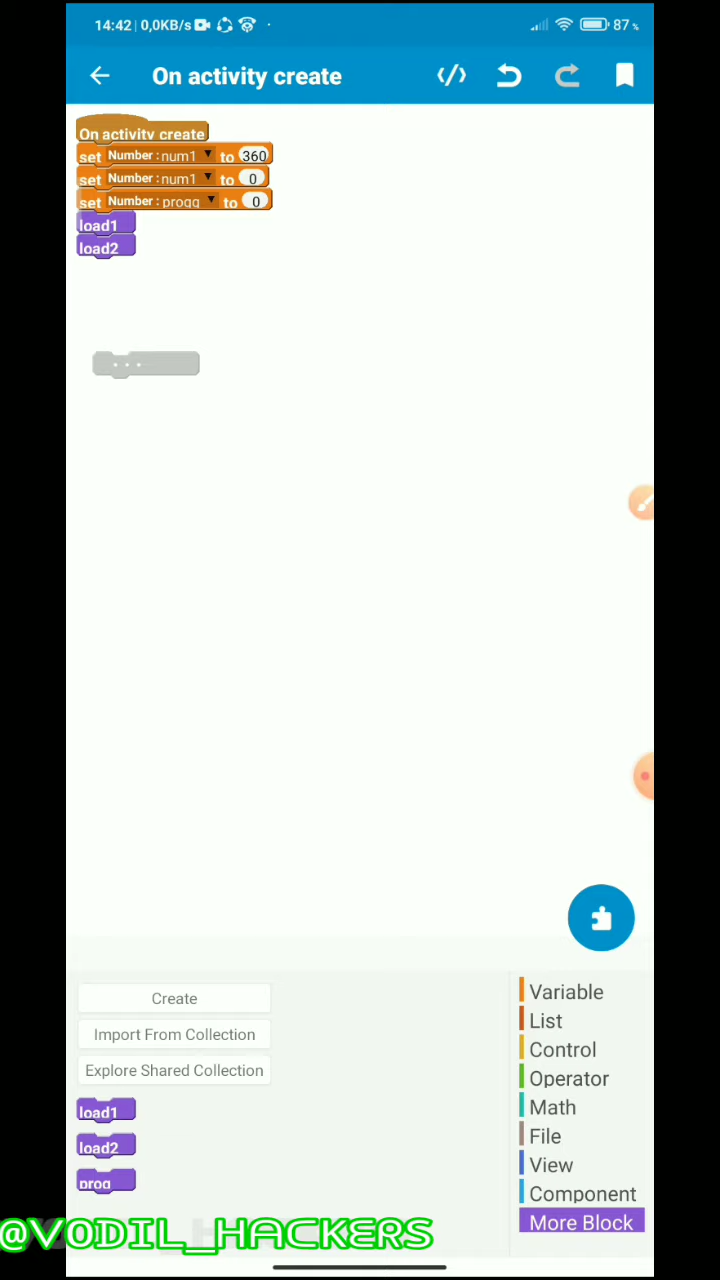 14:42 0,0KB/s 87%
On activity create </>
On activity create
set Number: num1 to 360
set Number: num1 to 0
set Number: progg to 0
load1
load2
Create
Import From Collection
Explore Shared Collection
load1
load2
prog
Variable
List
Control
Operator
Math
File
View
Component
More Block
@VODIL_HACKERS